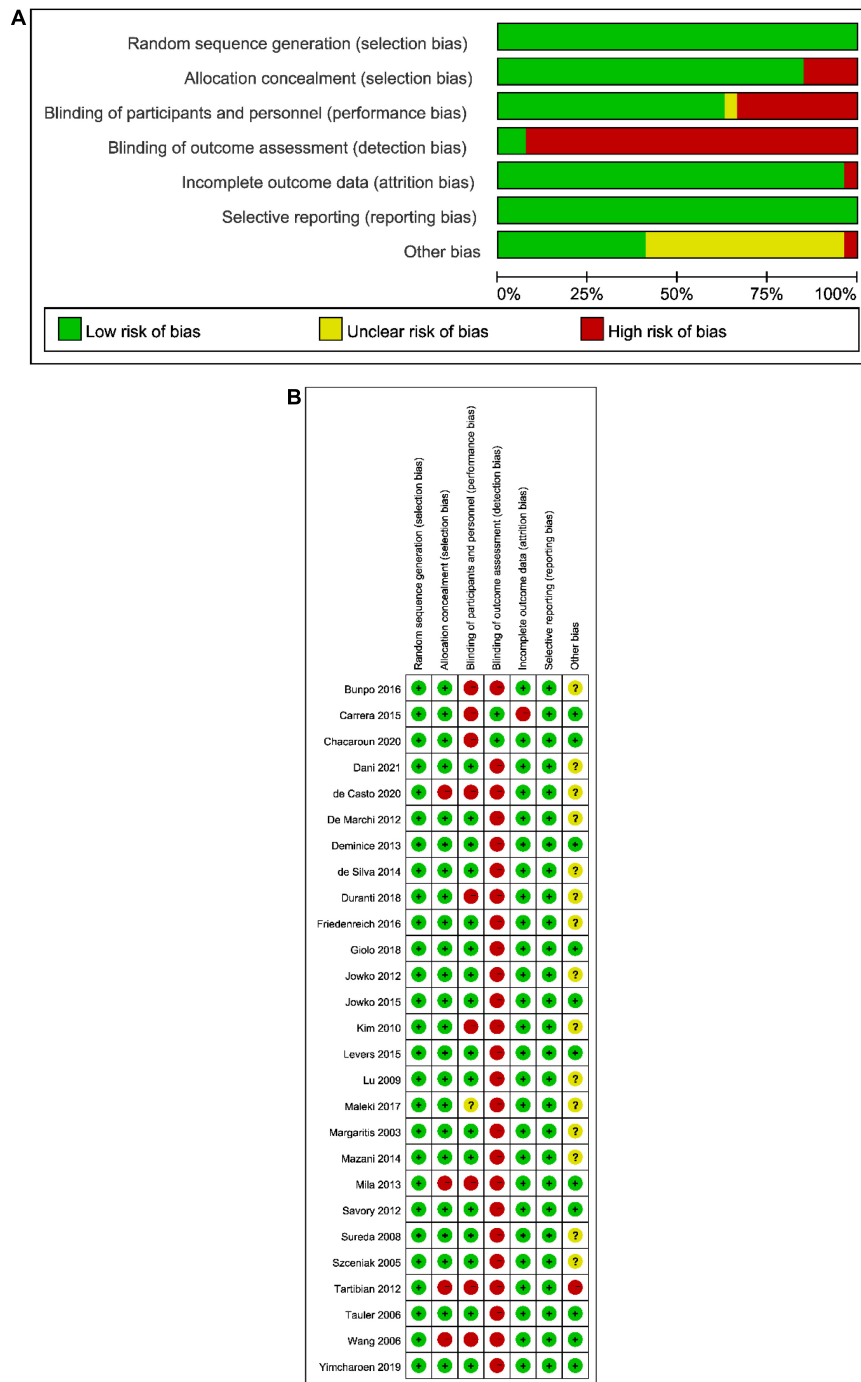 A
Random sequence generation (selection bias)
Allocation concealment (selection bias)
Blinding of participants and personnel (performance bias)
Blinding of outcome assessment (detection bias)
Incomplete outcome data (attrition bias)
Selective reporting (reporting bias)
Other bias
0% 25% 50% 75% 100%
Low risk of bias Unclear risk of bias High risk of bias
B
Random sequence generation (selection bias)
Allocation concealment (selection bias)
Blinding of participants and personnel (performance bias)
Blinding of outcome assessment (detection bias)
Incomplete outcome data (attrition bias)
Selective reporting (reporting bias)
Other bias
Bunpo 2016 + + - - + + ?
Carrera 2015 + + - + - + +
Chacaroun 2020 + + - + + + +
Dani 2021 + + + - + + ?
de Casto 2020 + - - - + + ?
De Marchi 2012 + + + - + + ?
Deminice 2013 + + + - + + +
de Silva 2014 + + + - + + ?
Duranti 2018 + + - - + + ?
Friedenreich 2016 + + + - + + ?
Giolo 2018 + + + - + + +
Jowko 2012 + + + - + + ?
Jowko 2015 + + + - + + +
Kim 2010 + + - - + + ?
Levers 2015 + + + - + + +
Lu 2009 + + + - + + ?
Maleki 2017 + + ? - + + ?
Margaritis 2003 + + + - + + ?
Mazani 2014 + + + - + + ?
Mila 2013 + - - - + + +
Savory 2012 + + + - + + +
Sureda 2008 + + + - + + ?
Szceniak 2005 + + + - + + ?
Tartibian 2012 + - - - + + -
Tauler 2006 + + + - + + +
Wang 2006 + - - - + + +
Yimcharoen 2019 + + + - + + +